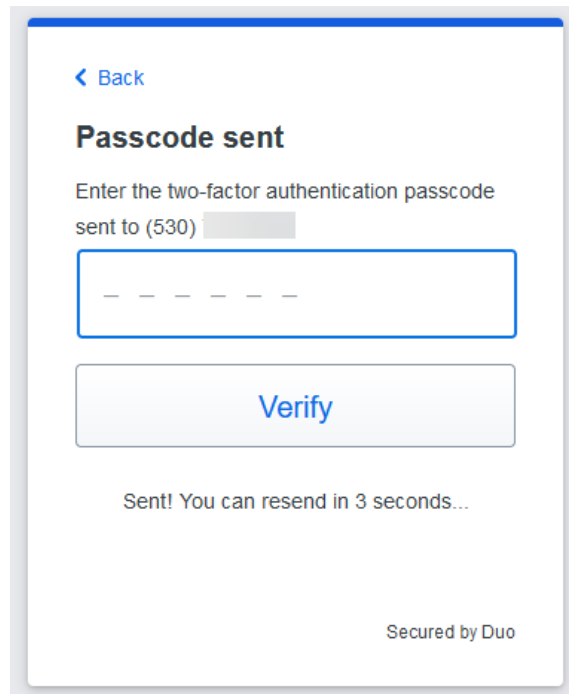 Back
Passcode sent
Enter the two-factor authentication passcode
sent to (530)
_ _ _ _ _ _
Verify
Sent! You can resend in 3 seconds...
Secured by Duo